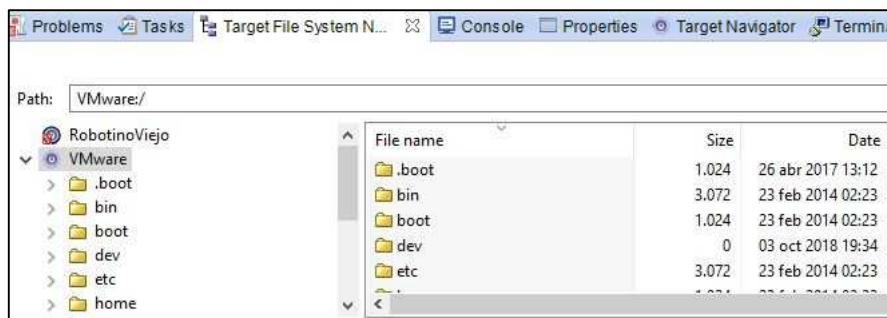 Problems Tasks Target File System N... Console Properties Target Navigator Termin
Path: VMware:/
RobotinoViejo
VMware
.boot
bin
boot
dev
etc
home
File name Size Date
.boot 1.024 26 abr 2017 13:12
bin 3.072 23 feb 2014 02:23
boot 1.024 23 feb 2014 02:23
dev 0 03 oct 2018 19:34
etc 3.072 23 feb 2014 02:23